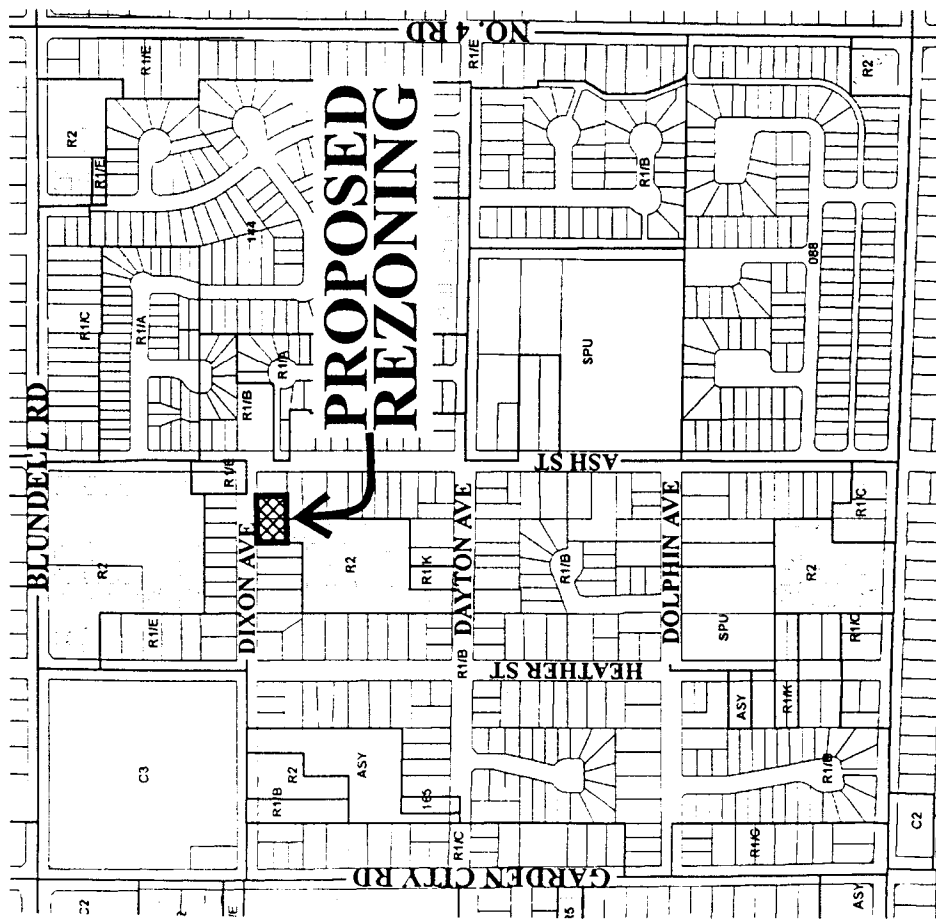 NO. 4 RD
R1/E
R1/E
R2
R2
R1/E
R1/B
144
088
PROPOSED
REZONING
R1/C
R1/A
R1/A
R1/B
SPU
BLUNDELL RD
ASH ST
R1/B
R1/C
R2
DIXON AVE
R2
R1/K
DAYTON AVE
R1/B
DOLPHIN AVE
R2
R1/E
SPU
R1/C
R1/B
HEATHER ST
ASY
R1/K
C3
R1/B
R2
ASY
165
R1/B
R1/C
R1/C
C2
GARDEN CITY RD
C2
ASY